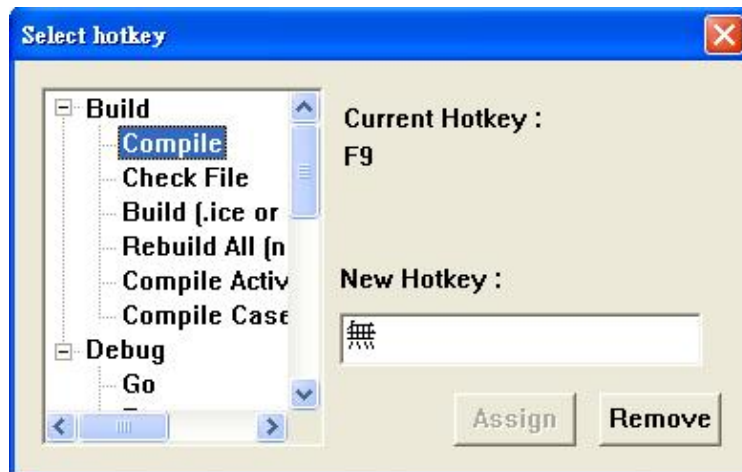 Select hotkey
Build
Compile
Check File
Build (.ice or
Rebuild All (n
Compile Activ
Compile Case
Debug
Go
Current Hotkey :
F9
New Hotkey :
無
Assign
Remove